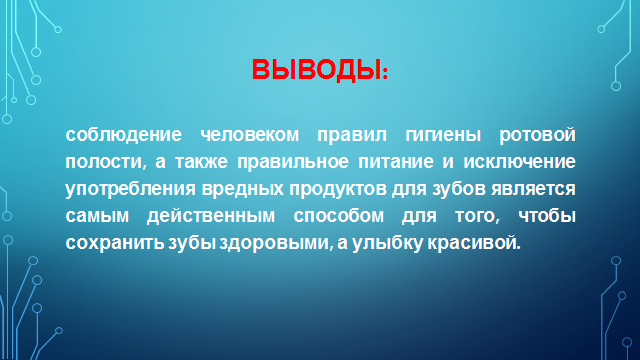 ВЫВОДЫ:
соблюдение человеком правил гигиены ротовой
полости, а также правильное питание и исключение
употребления вредных продуктов для зубов является
самым действенным способом для того, чтобы
сохранить зубы здоровыми, а улыбку красивой.